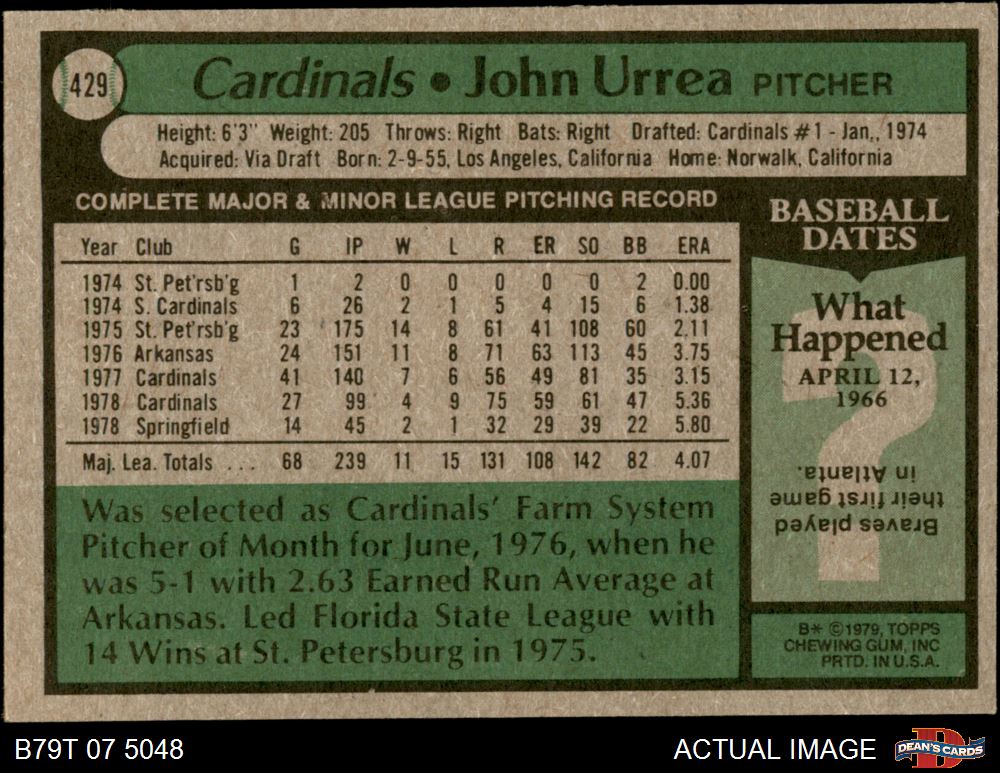 429
Cardinals • John Urrea PITCHER
Height: 6'3" Weight: 205 Throws: Right Bats: Right Drafted: Cardinals #1 - Jan., 1974
Acquired: Via Draft Born: 2-9-55, Los Angeles, California Home: Norwalk, California
COMPLETE MAJOR & MINOR LEAGUE PITCHING RECORD
Year Club G IP W L R ER SO BB ERA
1974 St. Pet'rsb'g 1 2 0 0 0 0 0 2 0.00
1974 S. Cardinals 6 26 2 1 5 4 15 6 1.38
1975 St. Pet'rsb'g 23 175 14 8 61 41 108 60 2.11
1976 Arkansas 24 151 11 8 71 63 113 45 3.75
1977 Cardinals 41 140 7 6 56 49 81 35 3.15
1978 Cardinals 27 99 4 9 75 59 61 47 5.36
1978 Springfield 14 45 2 1 32 29 39 22 5.80
Maj. Lea. Totals ... 68 239 11 15 131 108 142 82 4.07
Was selected as Cardinals' Farm System
Pitcher of Month for June, 1976, when he
was 5-1 with 2.63 Earned Run Average at
Arkansas. Led Florida State League with
14 Wins at St. Petersburg in 1975.
BASEBALL
DATES
What
Happened
APRIL 12,
1966
?
Braves played
their first game
in Atlanta.
B* ©1979, TOPPS
CHEWING GUM, INC
PRTD. IN U.S.A.
B79T 07 5048
ACTUAL IMAGE
D
DEAN'S CARDS